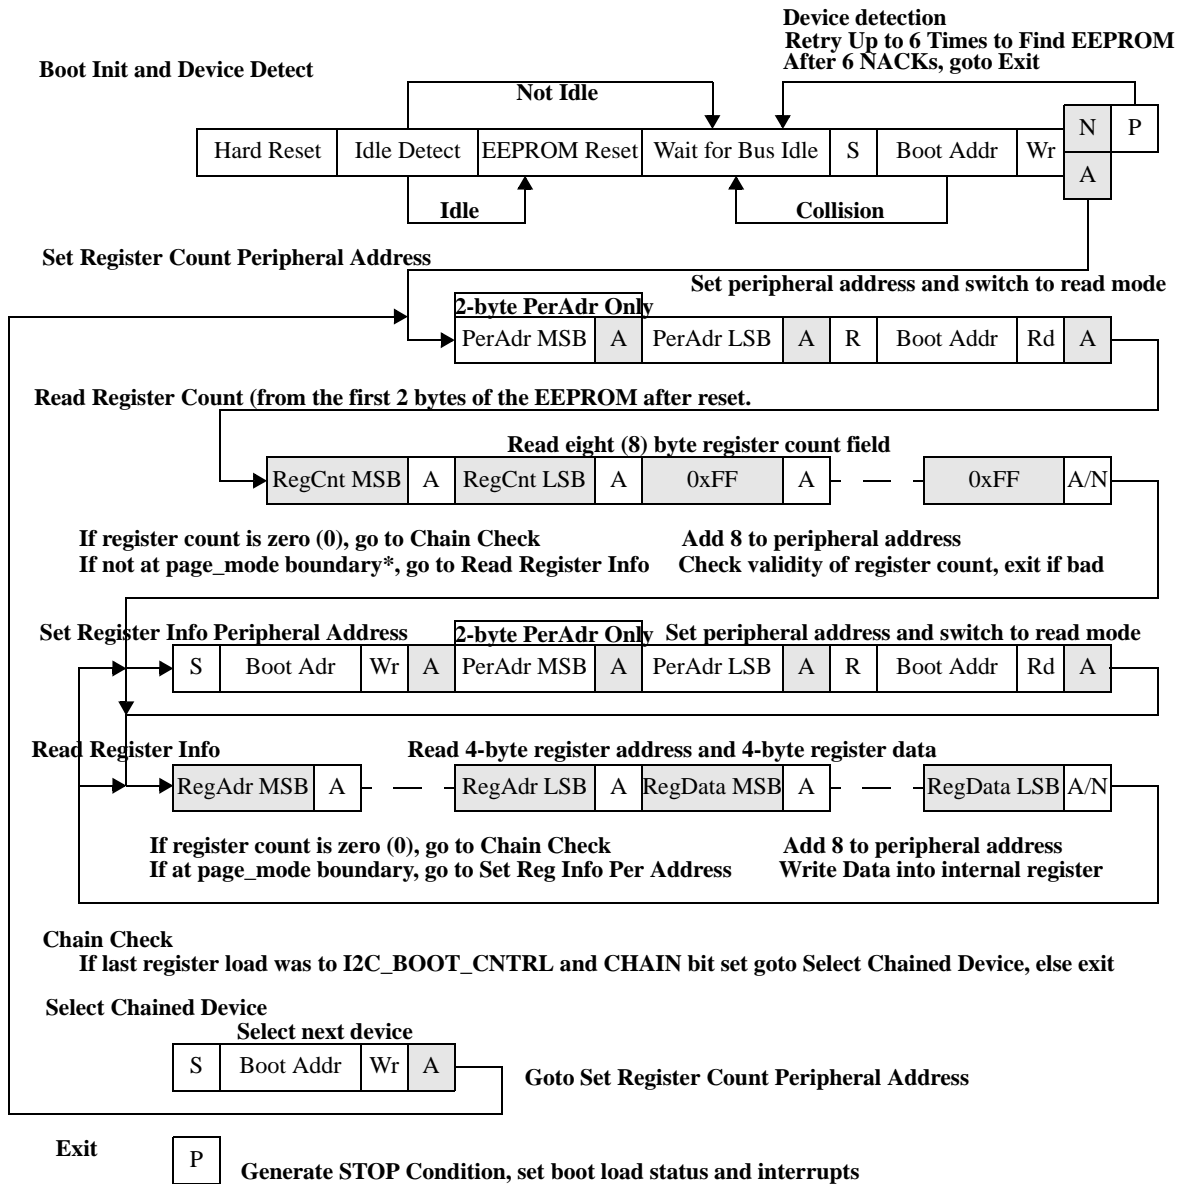 Device detection
Retry Up to 6 Times to Find EEPROM
After 6 NACKs, goto Exit
Boot Init and Device Detect
Not Idle
N P
Hard Reset Idle Detect EEPROM Reset Wait for Bus Idle S Boot Addr Wr
A
Idle Collision
Set Register Count Peripheral Address
Set peripheral address and switch to read mode
2-byte PerAdr Only
PerAdr MSB A PerAdr LSB A R Boot Addr Rd A
Read Register Count (from the first 2 bytes of the EEPROM after reset.
Read eight (8) byte register count field
RegCnt MSB A RegCnt LSB A 0xFF A 0xFF A/N
If register count is zero (0), go to Chain Check Add 8 to peripheral address
If not at page_mode boundary*, go to Read Register Info Check validity of register count, exit if bad
Set Register Info Peripheral Address 2-byte PerAdr Only Set peripheral address and switch to read mode
S Boot Adr Wr A PerAdr MSB A PerAdr LSB A R Boot Addr Rd A
Read Register Info Read 4-byte register address and 4-byte register data
RegAdr MSB A RegAdr LSB A RegData MSB A RegData LSB A/N
If register count is zero (0), go to Chain Check Add 8 to peripheral address
If at page_mode boundary, go to Set Reg Info Per Address Write Data into internal register
Chain Check
If last register load was to I2C_BOOT_CNTRL and CHAIN bit set goto Select Chained Device, else exit
Select Chained Device
Select next device
S Boot Addr Wr A
Goto Set Register Count Peripheral Address
Exit
P
Generate STOP Condition, set boot load status and interrupts